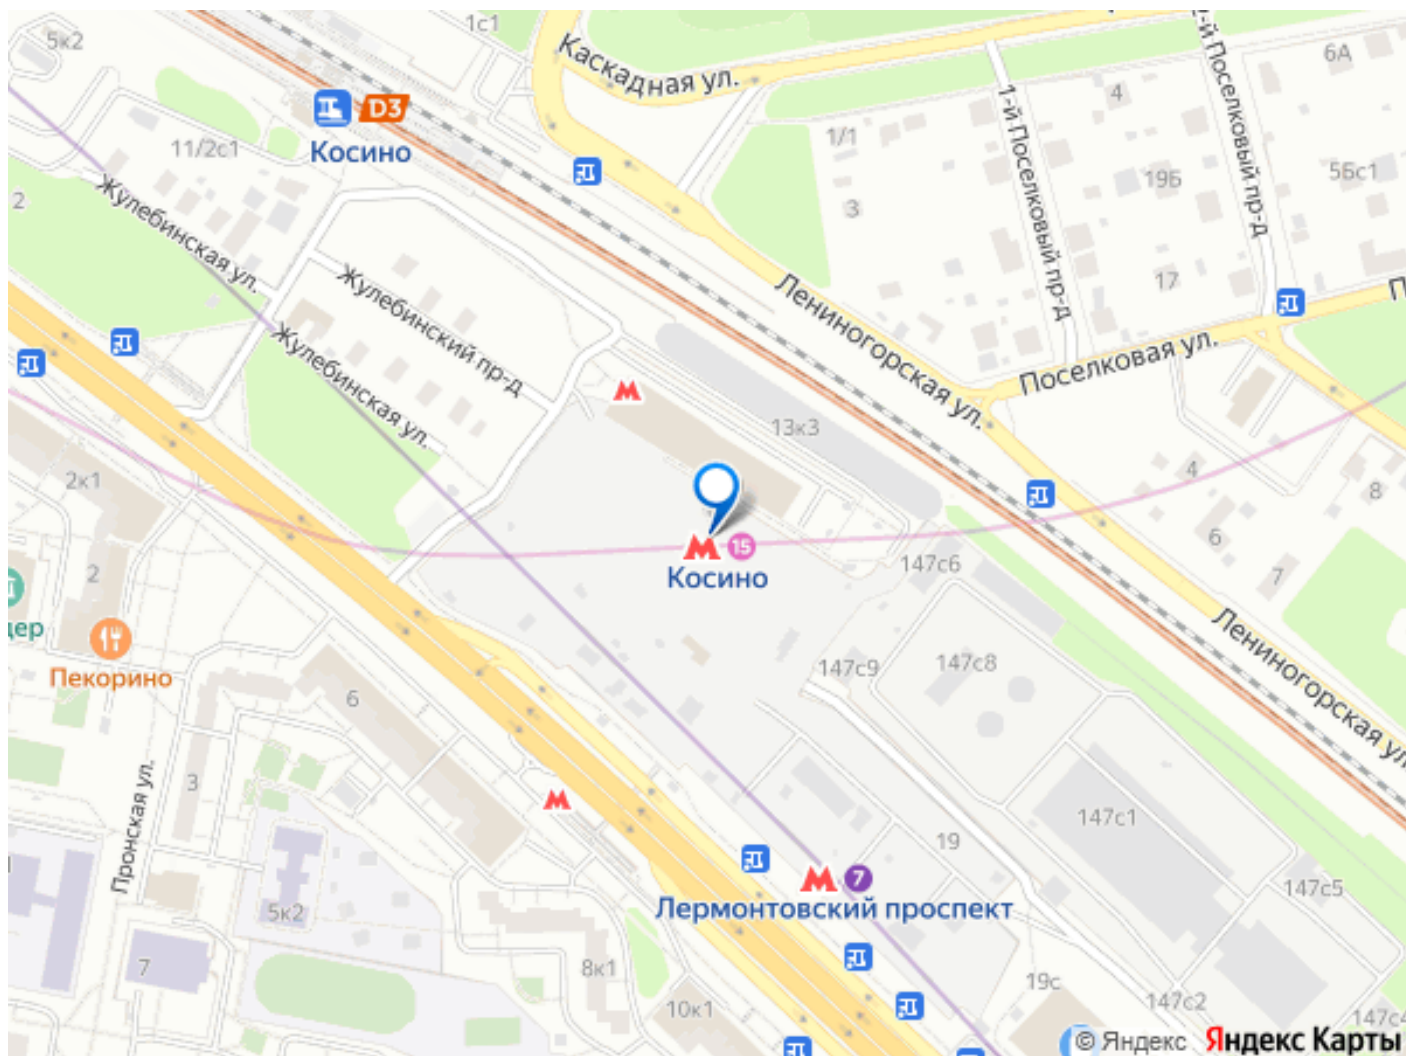 5к2
1с1
Каскадная ул.
6А
1-й Поселковый пр-д
-й Поселковый пр-д
4
D3
Косино
11/2с1
1/1
19Б
5Бс1
2
3
Жулебинская ул.
Жулебинский пр-д
Лениногорская ул.
17
Жулебинская ул.
Поселковая ул.
М
13к3
2к1
4
8
6
М 15
Косино
147с6
7
2
дер
Пекорино
147с9
147с8
Лениногорская ул.
6
3
Пронская ул.
М
147с1
19
М 7
Лермонтовский проспект
147с5
5к2
7
8к1
10к1
19с
147с2
147с4
© Яндекс Яндекс Карты